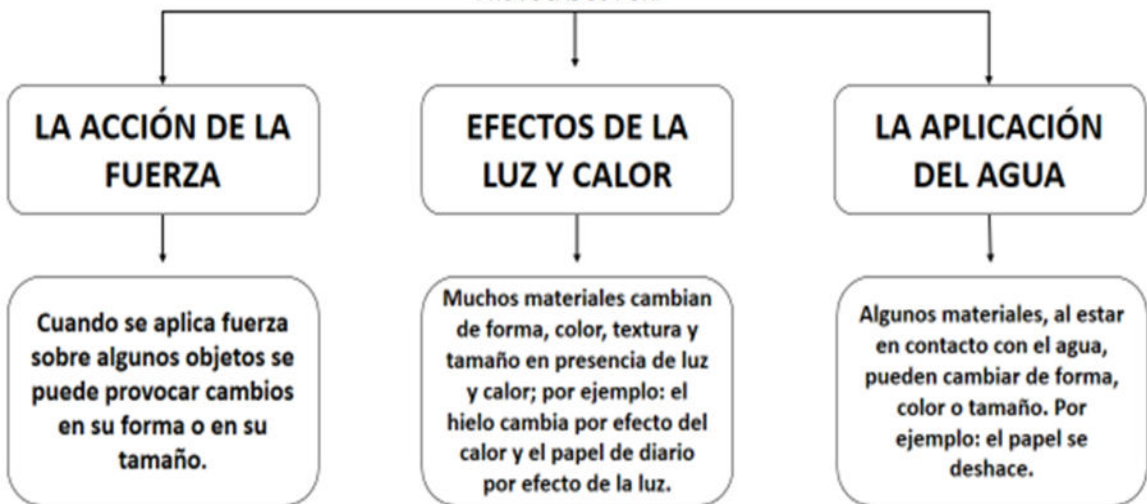 LA ACCIÓN DE LA
FUERZA
EFECTOS DE LA
LUZ Y CALOR
LA APLICACIÓN
DEL AGUA
Cuando se aplica fuerza
sobre algunos objetos se
puede provocar cambios
en su forma o en su
tamaño.
Muchos materiales cambian
de forma, color, textura y
tamaño en presencia de luz
y calor; por ejemplo: el
hielo cambia por efecto del
calor y el papel de diario
por efecto de la luz.
Algunos materiales, al estar
en contacto con el agua,
pueden cambiar de forma,
color o tamaño. Por
ejemplo: el papel se
deshace.